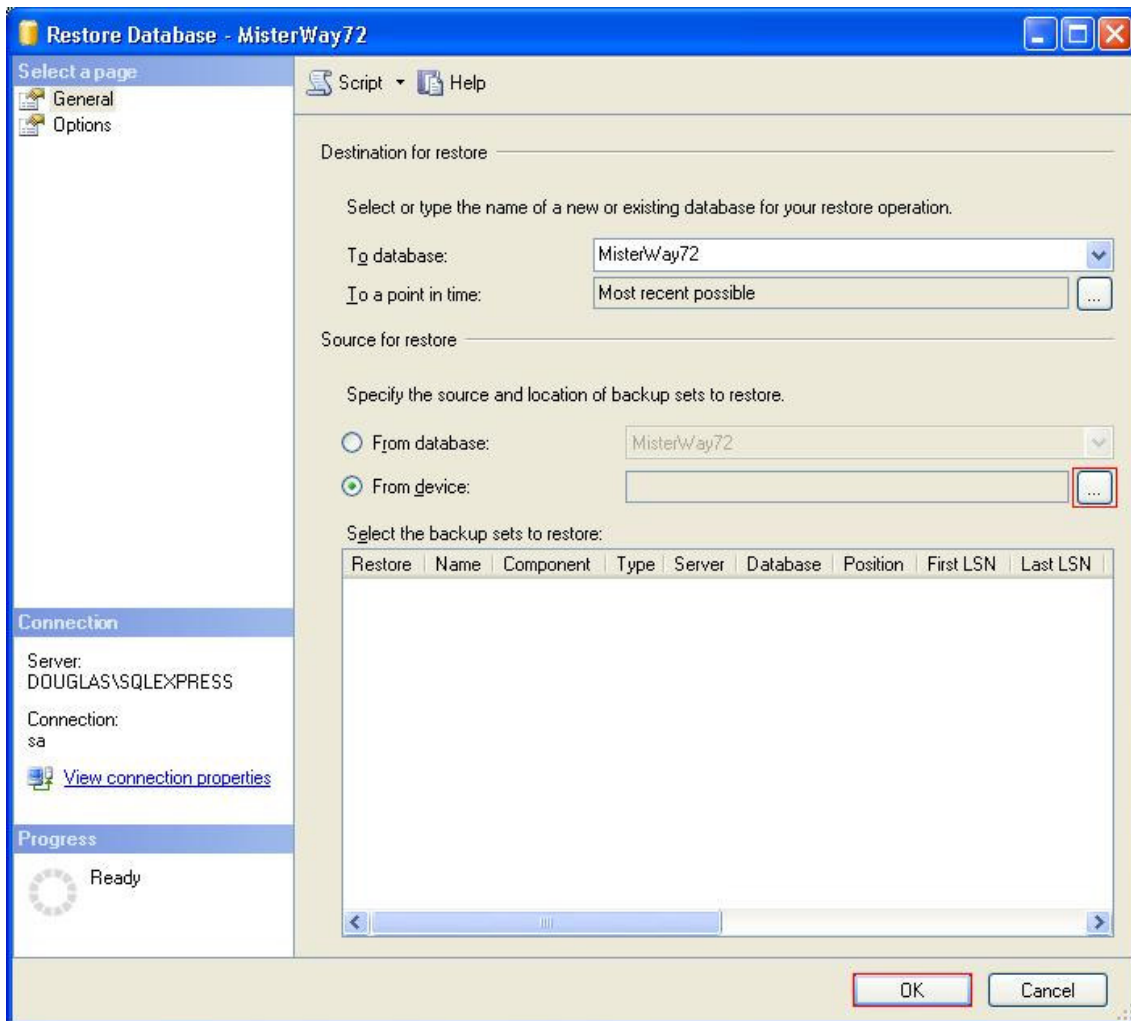 Restore Database - MisterWay72
Select a page
General
Options
Script
Help
Destination for restore
Select or type the name of a new or existing database for your restore operation.
To database:
MisterWay72
To a point in time:
Most recent possible
...
Source for restore
Specify the source and location of backup sets to restore.
From database:
MisterWay72
From device:
...
Select the backup sets to restore:
Restore Name Component Type Server Database Position First LSN Last LSN
Connection
Server:
DOUGLAS\SQLEXPRESS
Connection:
sa
View connection properties
Progress
Ready
OK
Cancel